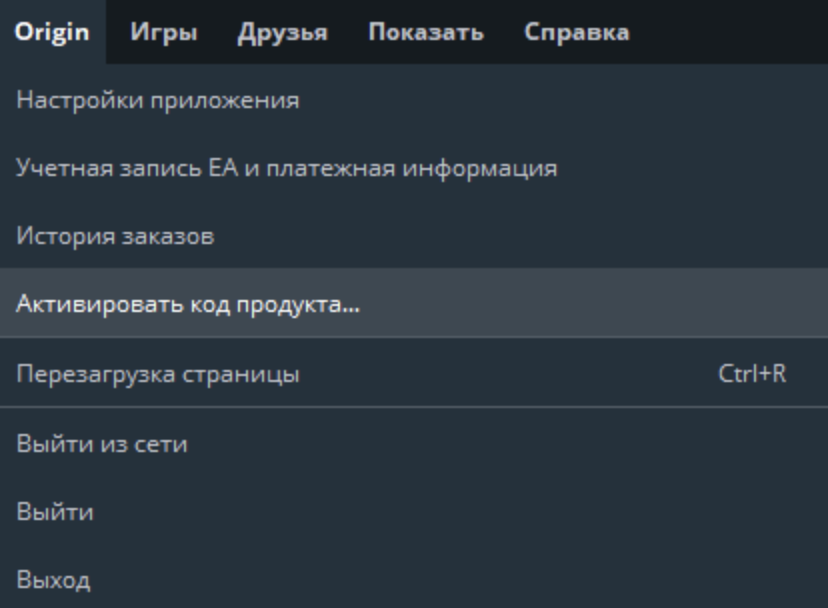 Origin Игры Друзья Показать Справка
Настройки приложения
Учетная запись EA и платежная информация
История заказов
Активировать код продукта...
Перезагрузка страницы Ctrl+R
Выйти из сети
Выйти
Выход